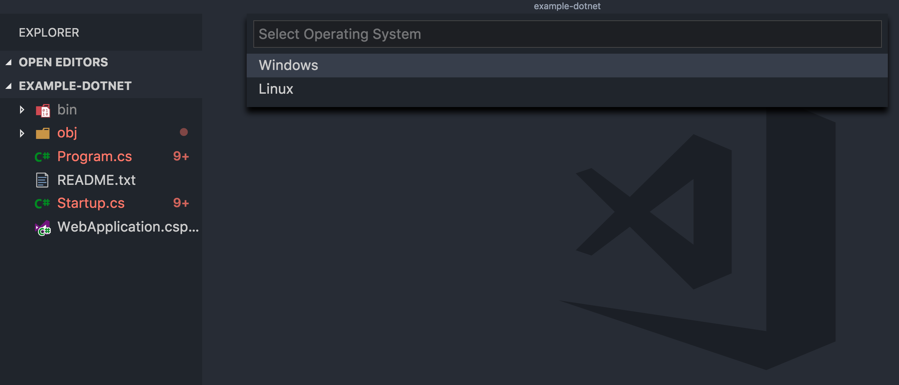 example-dotnet
EXPLORER
OPEN EDITORS
EXAMPLE-DOTNET
bin
obj
C# Program.cs 9+
README.txt
C# Startup.cs 9+
C# WebApplication.csp...
Select Operating System
Windows
Linux